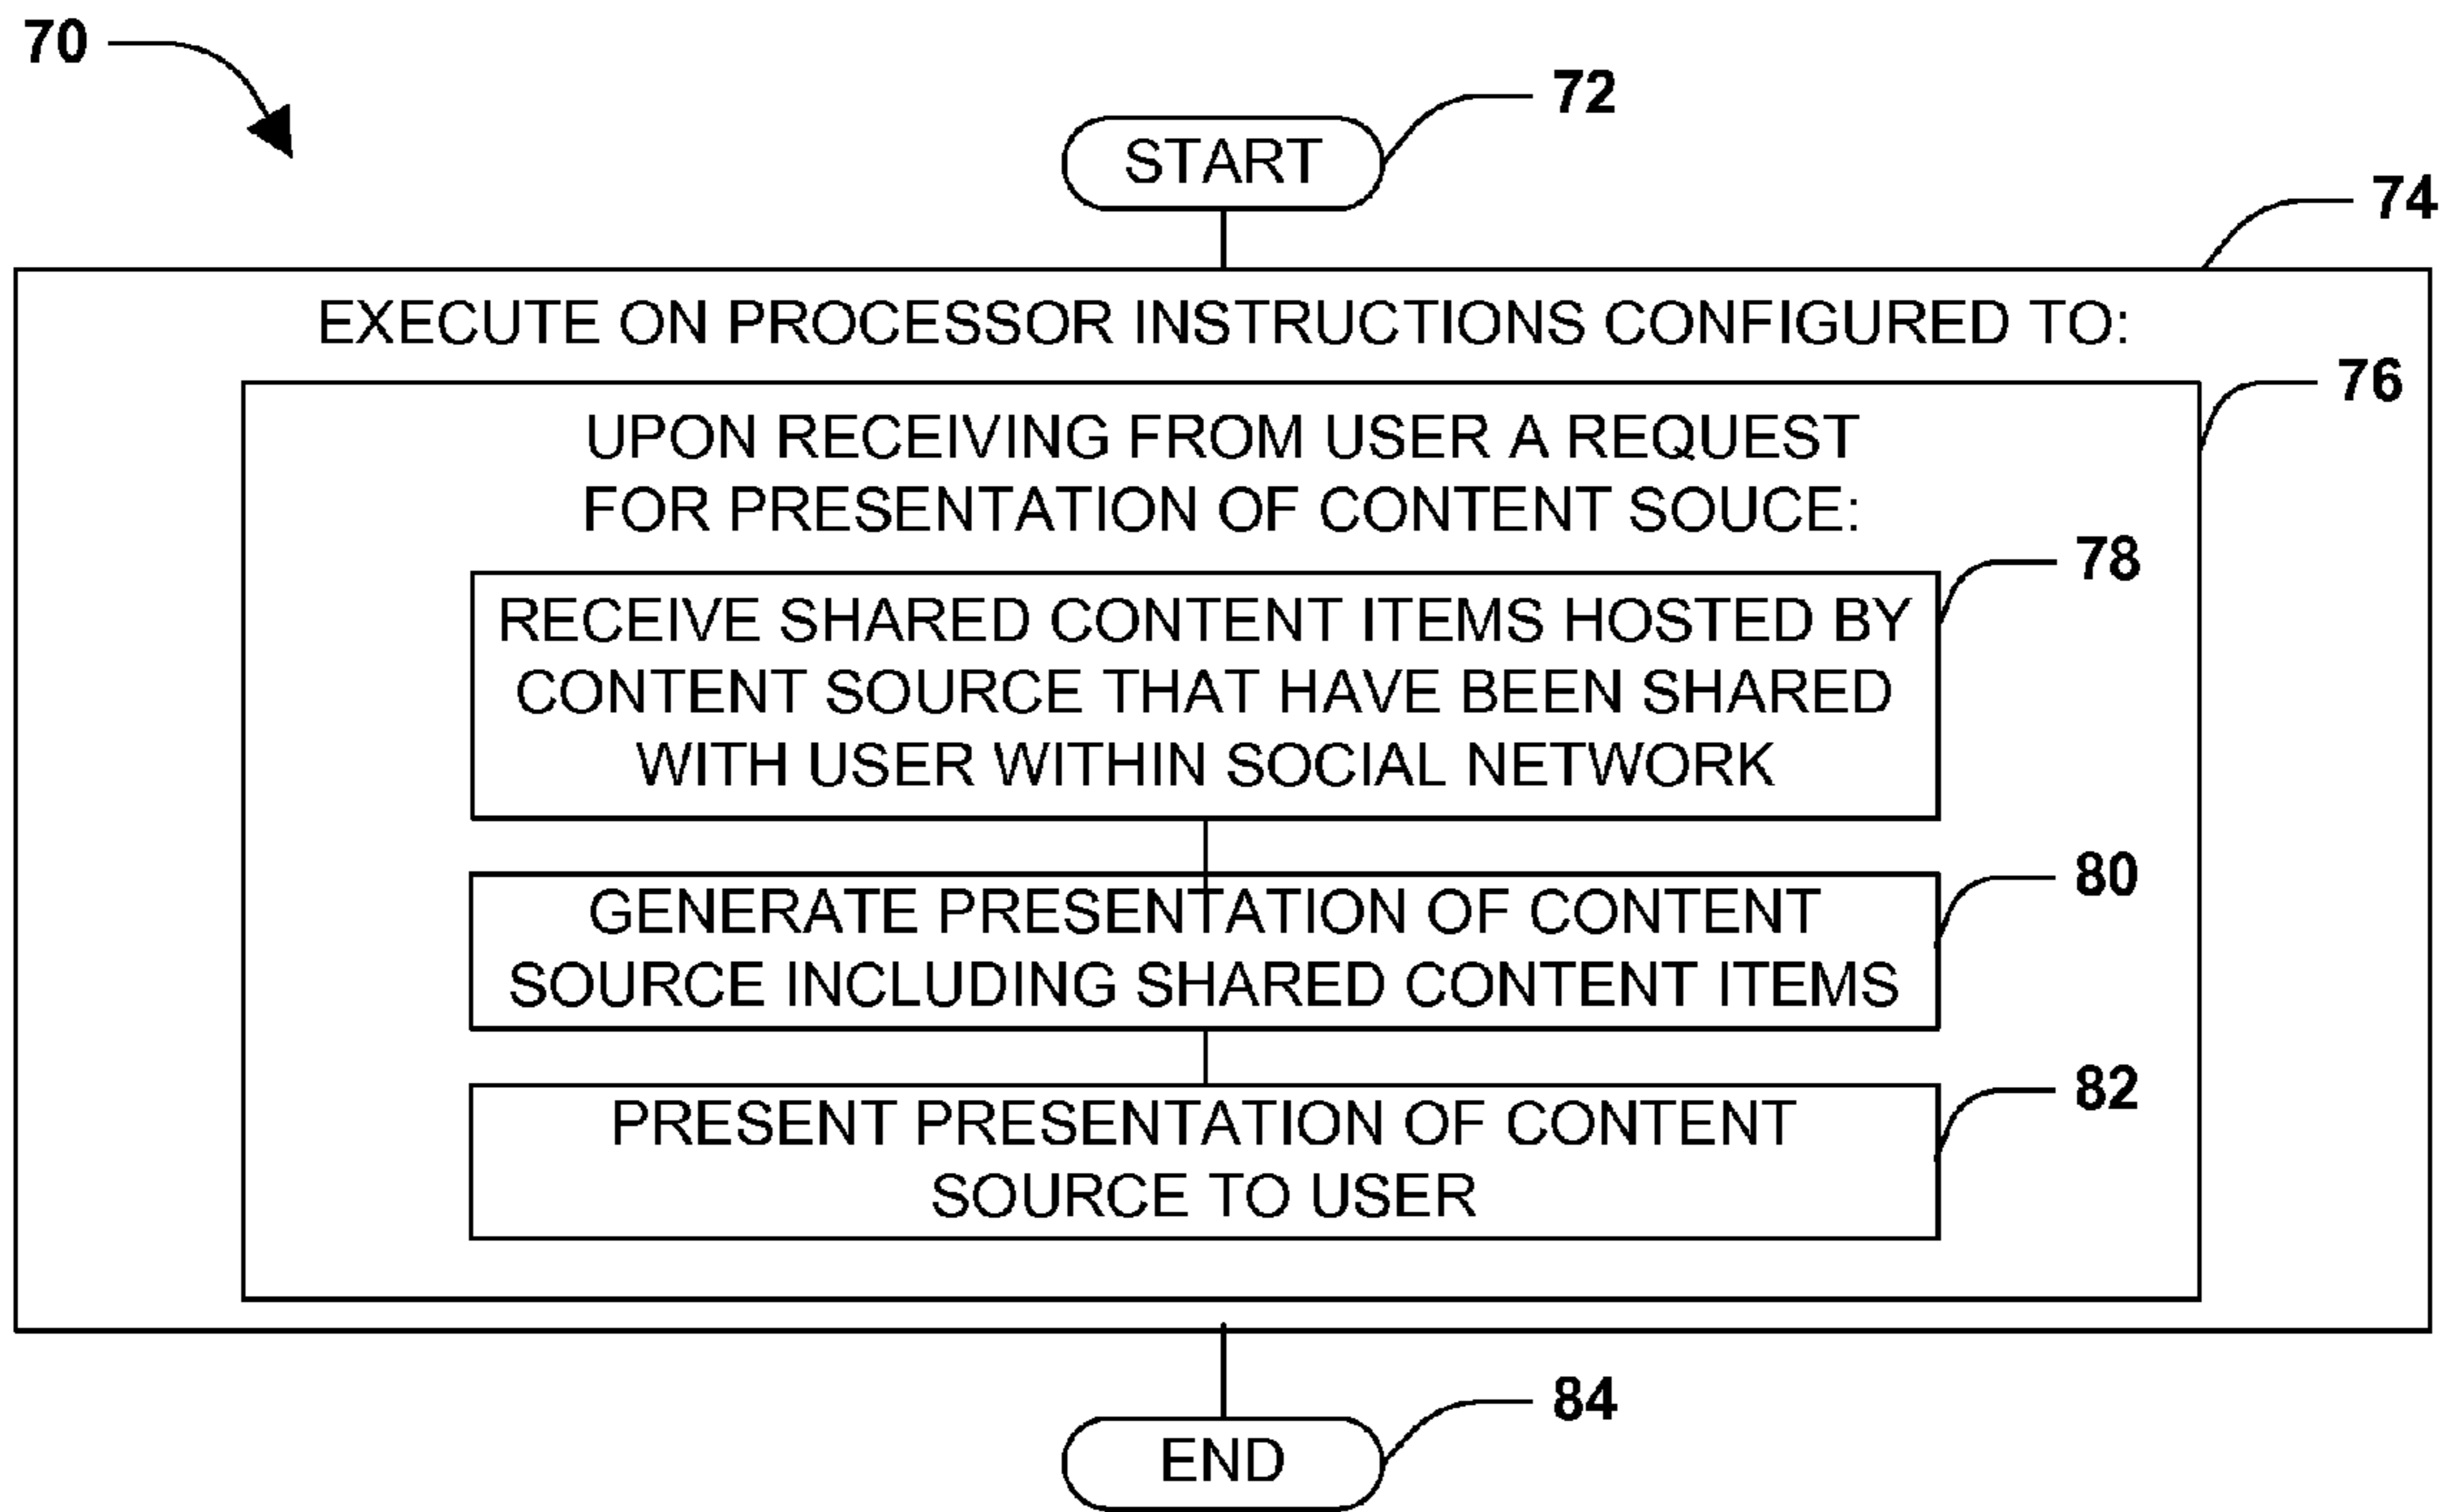 70
72
START
74
EXECUTE ON PROCESSOR INSTRUCTIONS CONFIGURED TO:
76
UPON RECEIVING FROM USER A REQUEST
FOR PRESENTATION OF CONTENT SOUCE:
78
RECEIVE SHARED CONTENT ITEMS HOSTED BY
CONTENT SOURCE THAT HAVE BEEN SHARED
WITH USER WITHIN SOCIAL NETWORK
80
GENERATE PRESENTATION OF CONTENT
SOURCE INCLUDING SHARED CONTENT ITEMS
82
PRESENT PRESENTATION OF CONTENT
SOURCE TO USER
84
END